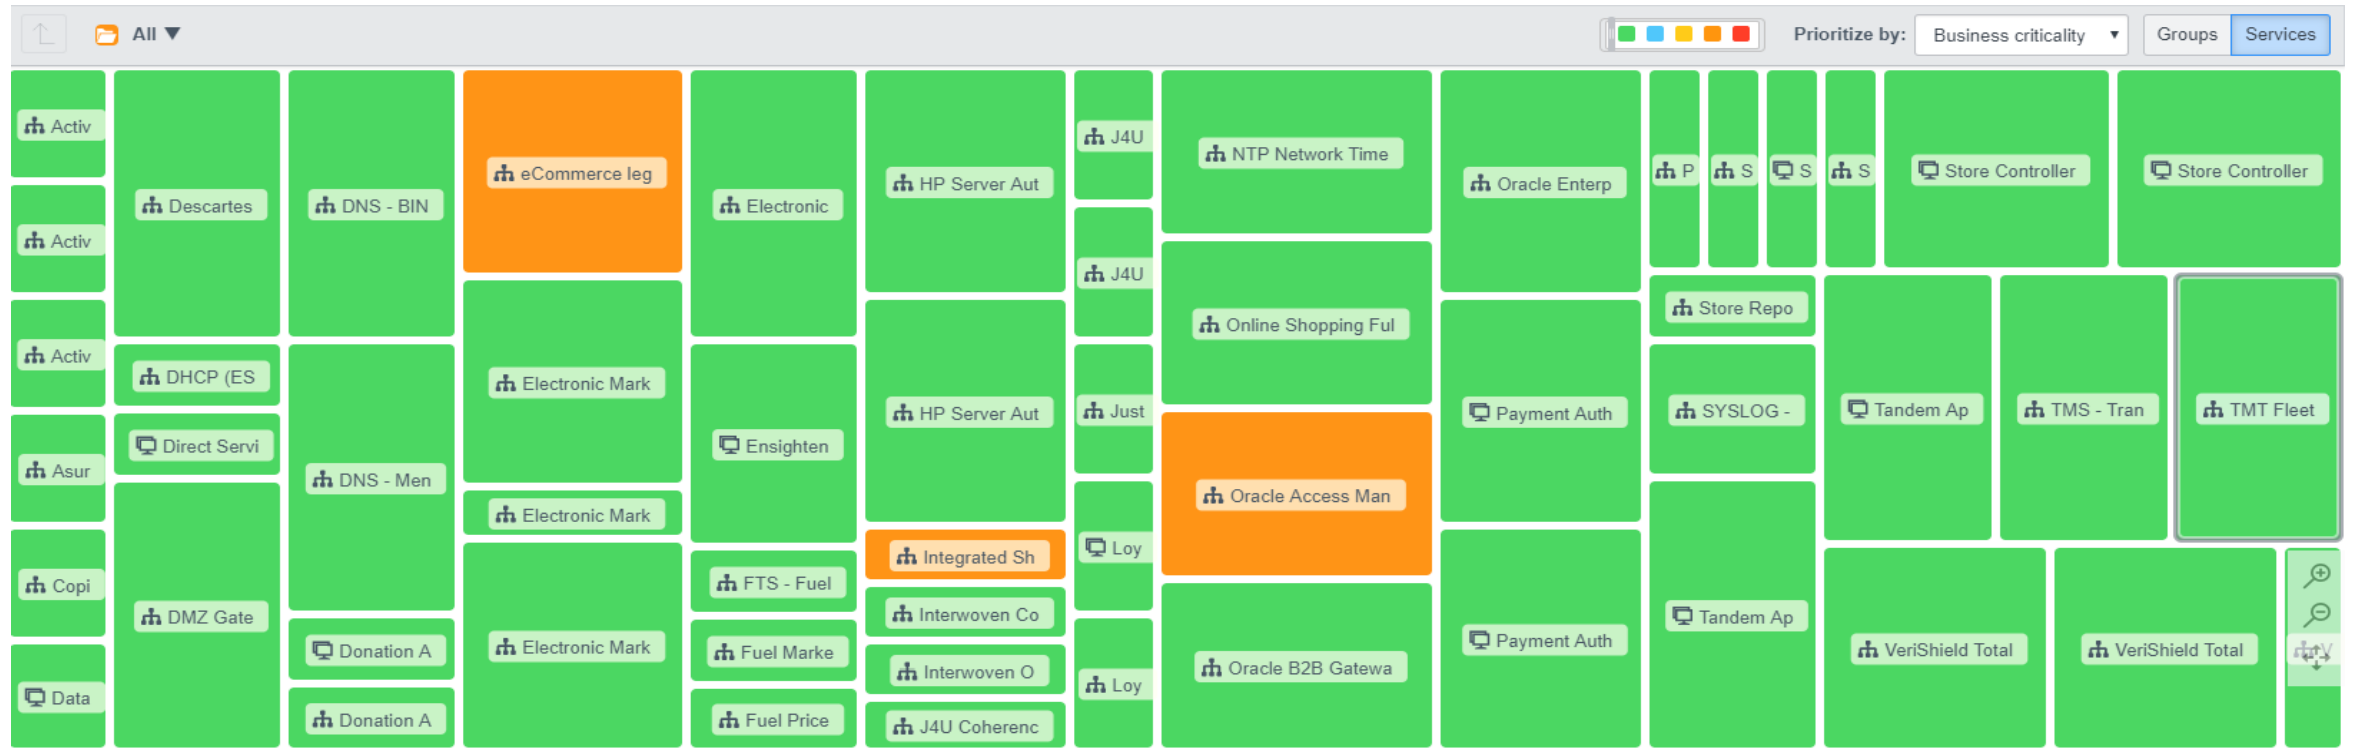 All ▼
Prioritize by: Business criticality ▼ Groups Services
Activ
Activ
Activ
Asur
Copi
Data
Descartes
DHCP (ES
Direct Servi
DMZ Gate
DNS - BIN
DNS - Men
Donation A
Donation A
eCommerce leg
Electronic Mark
Electronic Mark
Electronic Mark
Electronic
Ensighten
FTS - Fuel
Fuel Marke
Fuel Price
HP Server Aut
HP Server Aut
Integrated Sh
Interwoven Co
Interwoven O
J4U Coherenc
J4U
J4U
Just
Loy
Loy
NTP Network Time
Online Shopping Ful
Oracle Access Man
Oracle B2B Gatewa
Oracle Enterp
Payment Auth
Payment Auth
P
S
S
S
Store Controller
Store Controller
Store Repo
SYSLOG -
Tandem Ap
Tandem Ap
TMS - Tran
TMT Fleet
VeriShield Total
VeriShield Total
V